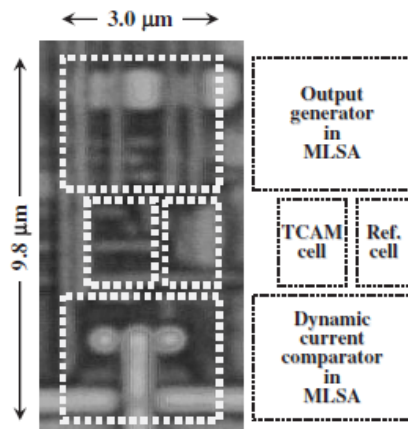 3.0 μm
9.8 μm
Output
generator
in
MLSA
TCAM
cell
Ref.
cell
Dynamic
current
comparator
in
MLSA